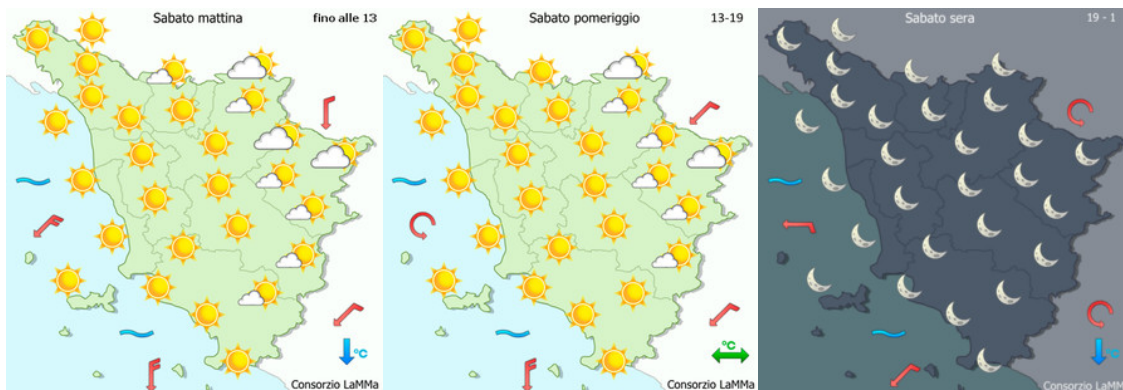 Sabato mattina
fino alle 13
°C
Consorzio LaMMa
Sabato pomeriggio
13-19
°C
Consorzio LaMMa
Sabato sera
19 - 1
°C
Consorzio LaMM